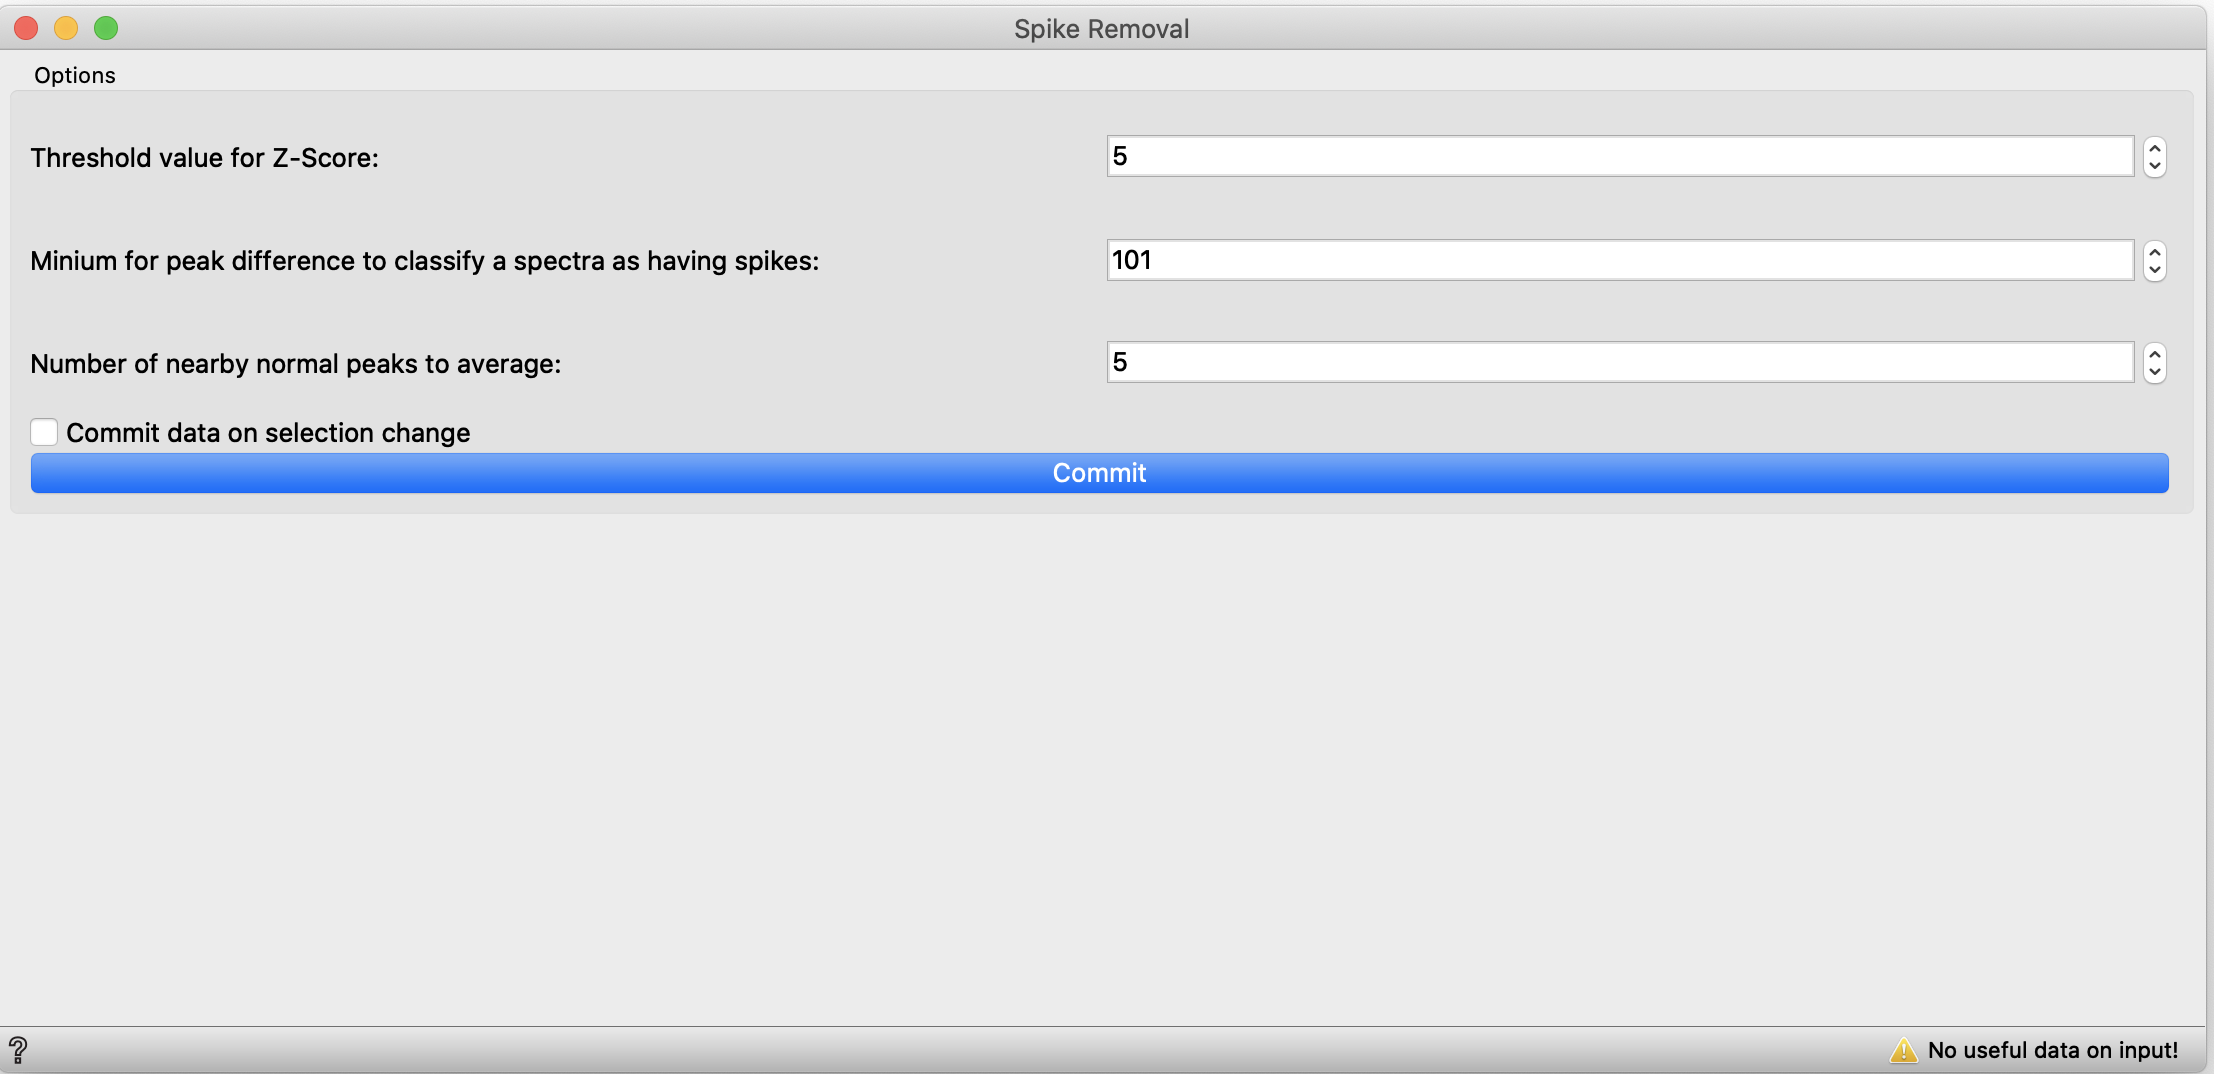 Spike Removal
Options
Threshold value for Z-Score:
5
Minium for peak difference to classify a spectra as having spikes:
101
Number of nearby normal peaks to average:
5
Commit data on selection change
Commit
? No useful data on input!